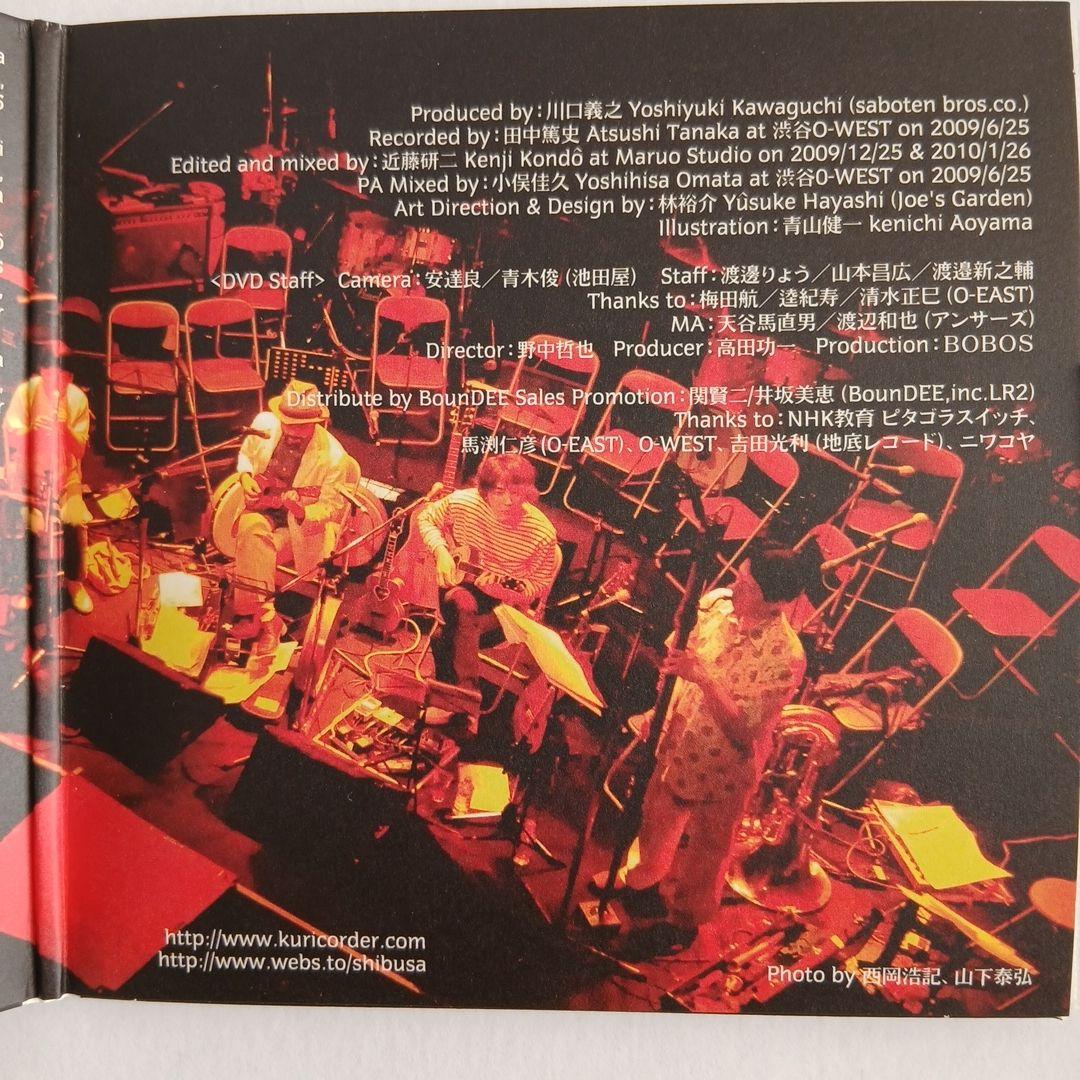 Produced by:川口義之 Yoshiyuki Kawaguchi (saboten bros.co.)
Recorded by:田中篤史 Atsushi Tanaka at 渋谷O-WEST on 2009/6/25
Edited and mixed by:近藤研二 Kenji Kondô at Maruo Studio on 2009/12/25 & 2010/1/26
PA Mixed by:小俣佳久 Yoshihisa Omata at 渋谷O-WEST on 2009/6/25
Art Direction & Design by:林裕介 Yûsuke Hayashi (Joe's Garden)
Illustration:青山健一 kenichi Aoyama
<DVD Staff> Camera:安達良／青木俊 (池田屋) Staff:渡邊りょう／山本昌広／渡邉新之輔
Thanks to:梅田航／逹紀寿／清水正巳 (O-EAST)
MA:天谷馬直男／渡辺和也 (アンサーズ)
Director:野中哲也 Producer:高田功一 Production:BOBOS
Distribute by BounDEE Sales Promotion:関賢二/井坂美恵 (BounDEE,inc.LR2)
Thanks to:NHK教育 ピタゴラスイッチ、
馬渕仁彦 (O-EAST)、O-WEST、吉田光利 (地底レコード)、ニワコヤ
http://www.kuricorder.com
http://www.webs.to/shibusa
Photo by 西岡浩記、山下泰弘